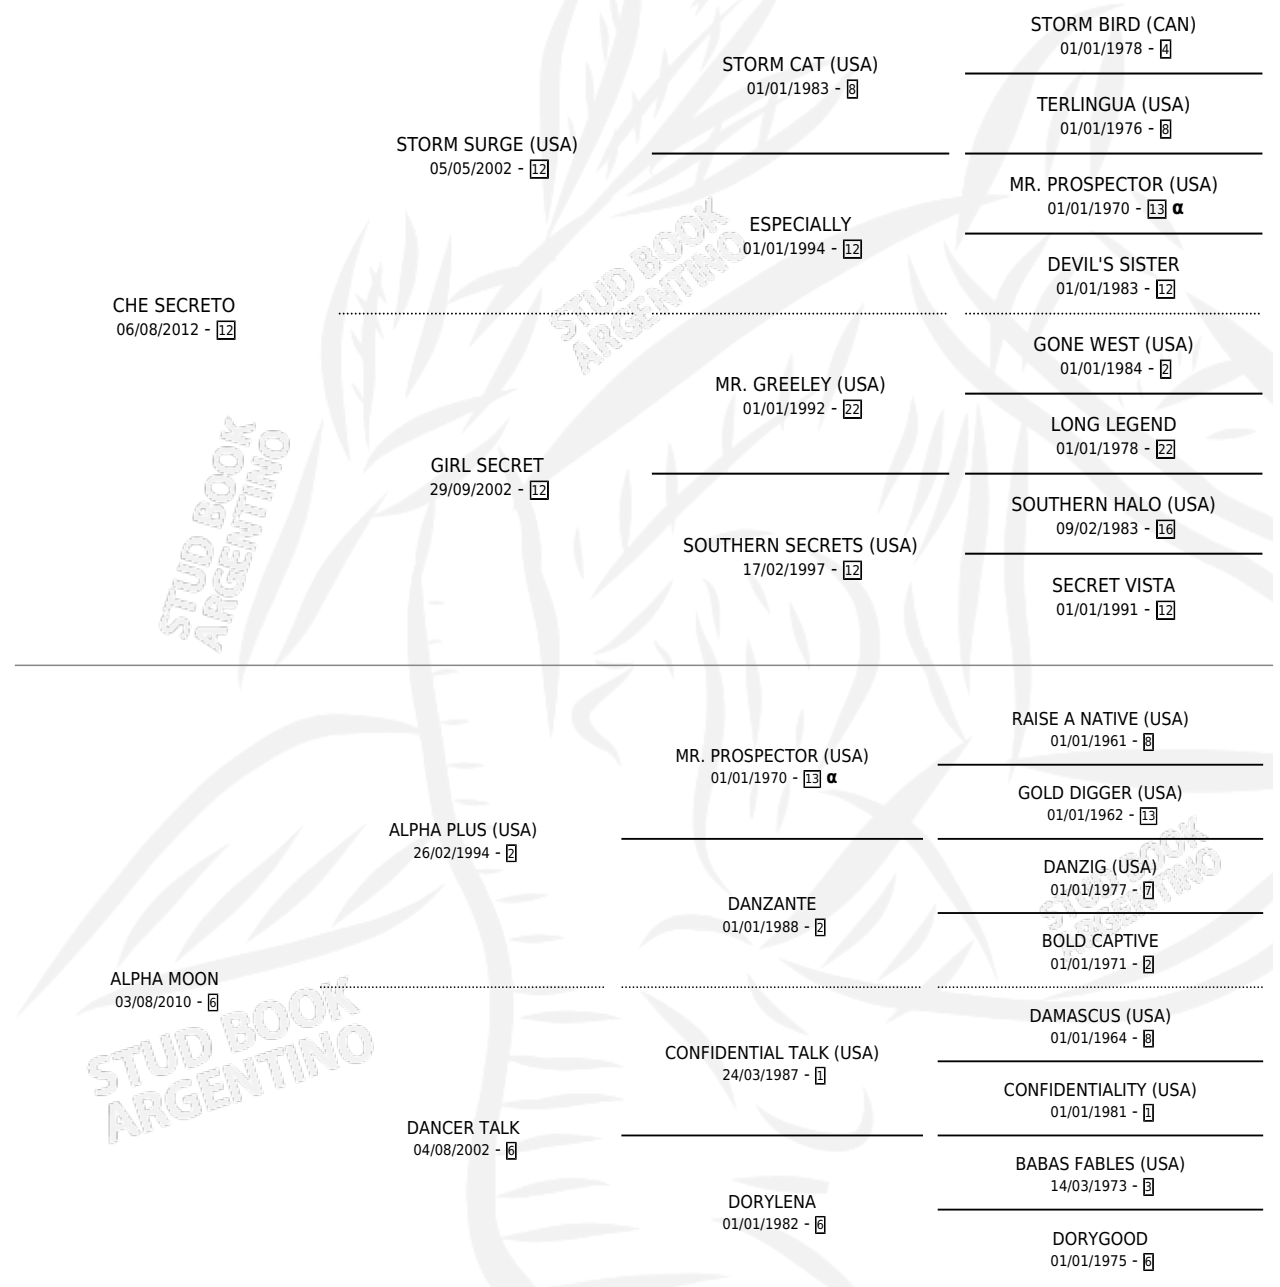 STORM BIRD (CAN)
01/01/1978 - 4
STORM CAT (USA)
01/01/1983 - 8
TERLINGUA (USA)
01/01/1976 - 8
STORM SURGE (USA)
05/05/2002 - 12
MR. PROSPECTOR (USA)
01/01/1970 - 13 α
ESPECIALLY
01/01/1994 - 12
DEVIL'S SISTER
01/01/1983 - 12
CHE SECRETO
06/08/2012 - 12
GONE WEST (USA)
01/01/1984 - 2
MR. GREELEY (USA)
01/01/1992 - 22
LONG LEGEND
01/01/1978 - 22
GIRL SECRET
29/09/2002 - 12
SOUTHERN HALO (USA)
09/02/1983 - 16
SOUTHERN SECRETS (USA)
17/02/1997 - 12
SECRET VISTA
01/01/1991 - 12
RAISE A NATIVE (USA)
01/01/1961 - 8
MR. PROSPECTOR (USA)
01/01/1970 - 13 α
GOLD DIGGER (USA)
01/01/1962 - 13
ALPHA PLUS (USA)
26/02/1994 - 2
DANZIG (USA)
01/01/1977 - 7
DANZANTE
01/01/1988 - 2
BOLD CAPTIVE
01/01/1971 - 2
ALPHA MOON
03/08/2010 - 6
DAMASCUS (USA)
01/01/1964 - 8
CONFIDENTIAL TALK (USA)
24/03/1987 - 1
CONFIDENTIALITY (USA)
01/01/1981 - 1
DANCER TALK
04/08/2002 - 6
BABAS FABLES (USA)
14/03/1973 - 3
DORYLENA
01/01/1982 - 6
DORYGOOD
01/01/1975 - 6
STUD BOOK
ARGENTINO
STUD BOOK
ARGENTINO
STUD BOOK
ARGENTINO
STUD BOOK
ARGENTINO